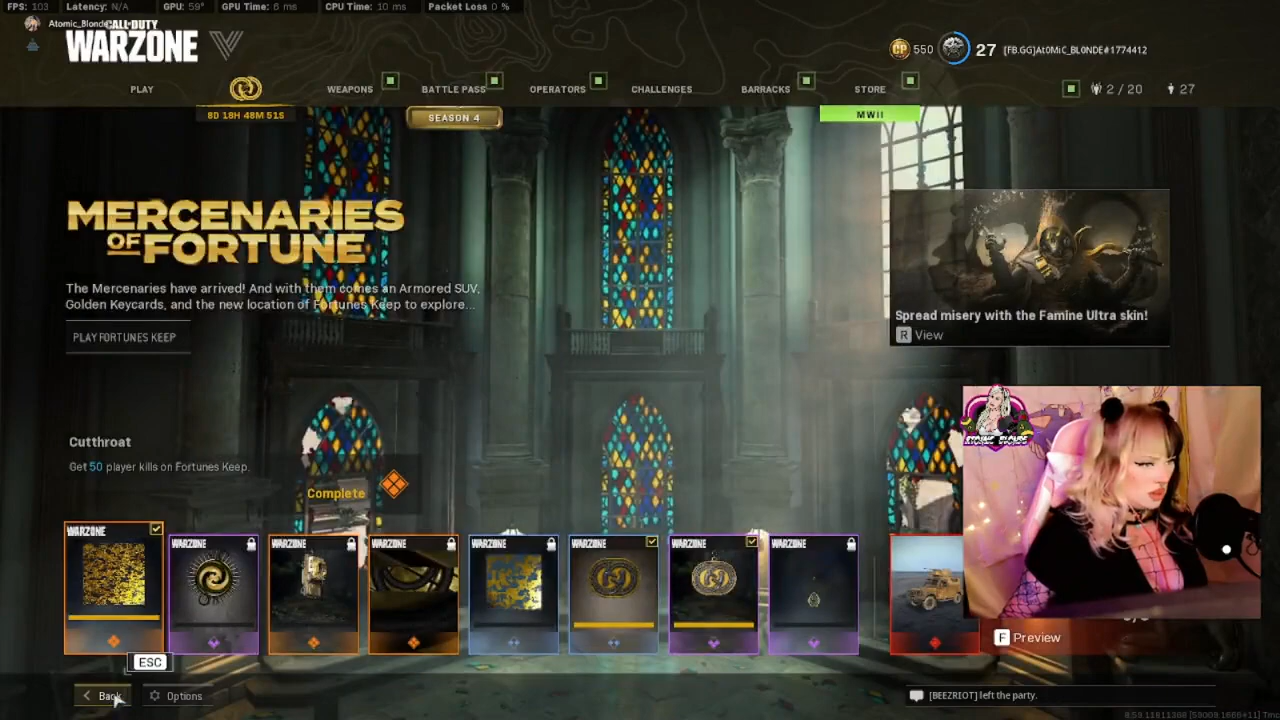 FPS: 103 Latency: N/A GPU: 59° GPU Time: 6 ms CPU Time: 10 ms Packet Loss 0 %
Atomic_Blonde
CALL OF DUTY
WARZONE
CP 550 27 [FB.GG]At0MiC_BL0NDE#1774412
PLAY WEAPONS BATTLE PASS OPERATORS CHALLENGES BARRACKS STORE 2 / 20 27
8D 18H 48M 51S SEASON 4 MWII
MERCENARIES
OF FORTUNE
The Mercenaries have arrived! And with them comes an Armored SUV,
Golden Keycards, and the new location of Fortunes Keep to explore...
PLAY FORTUNES KEEP
Spread misery with the Famine Ultra skin!
R View
ATOMIC BLONDE
Cutthroat
Get 50 player kills on Fortunes Keep.
Complete
WARZONE WARZONE WARZONE WARZONE WARZONE WARZONE WARZONE WARZONE
F Preview
ESC
Back Options
[BEEZRIOT] left the party.